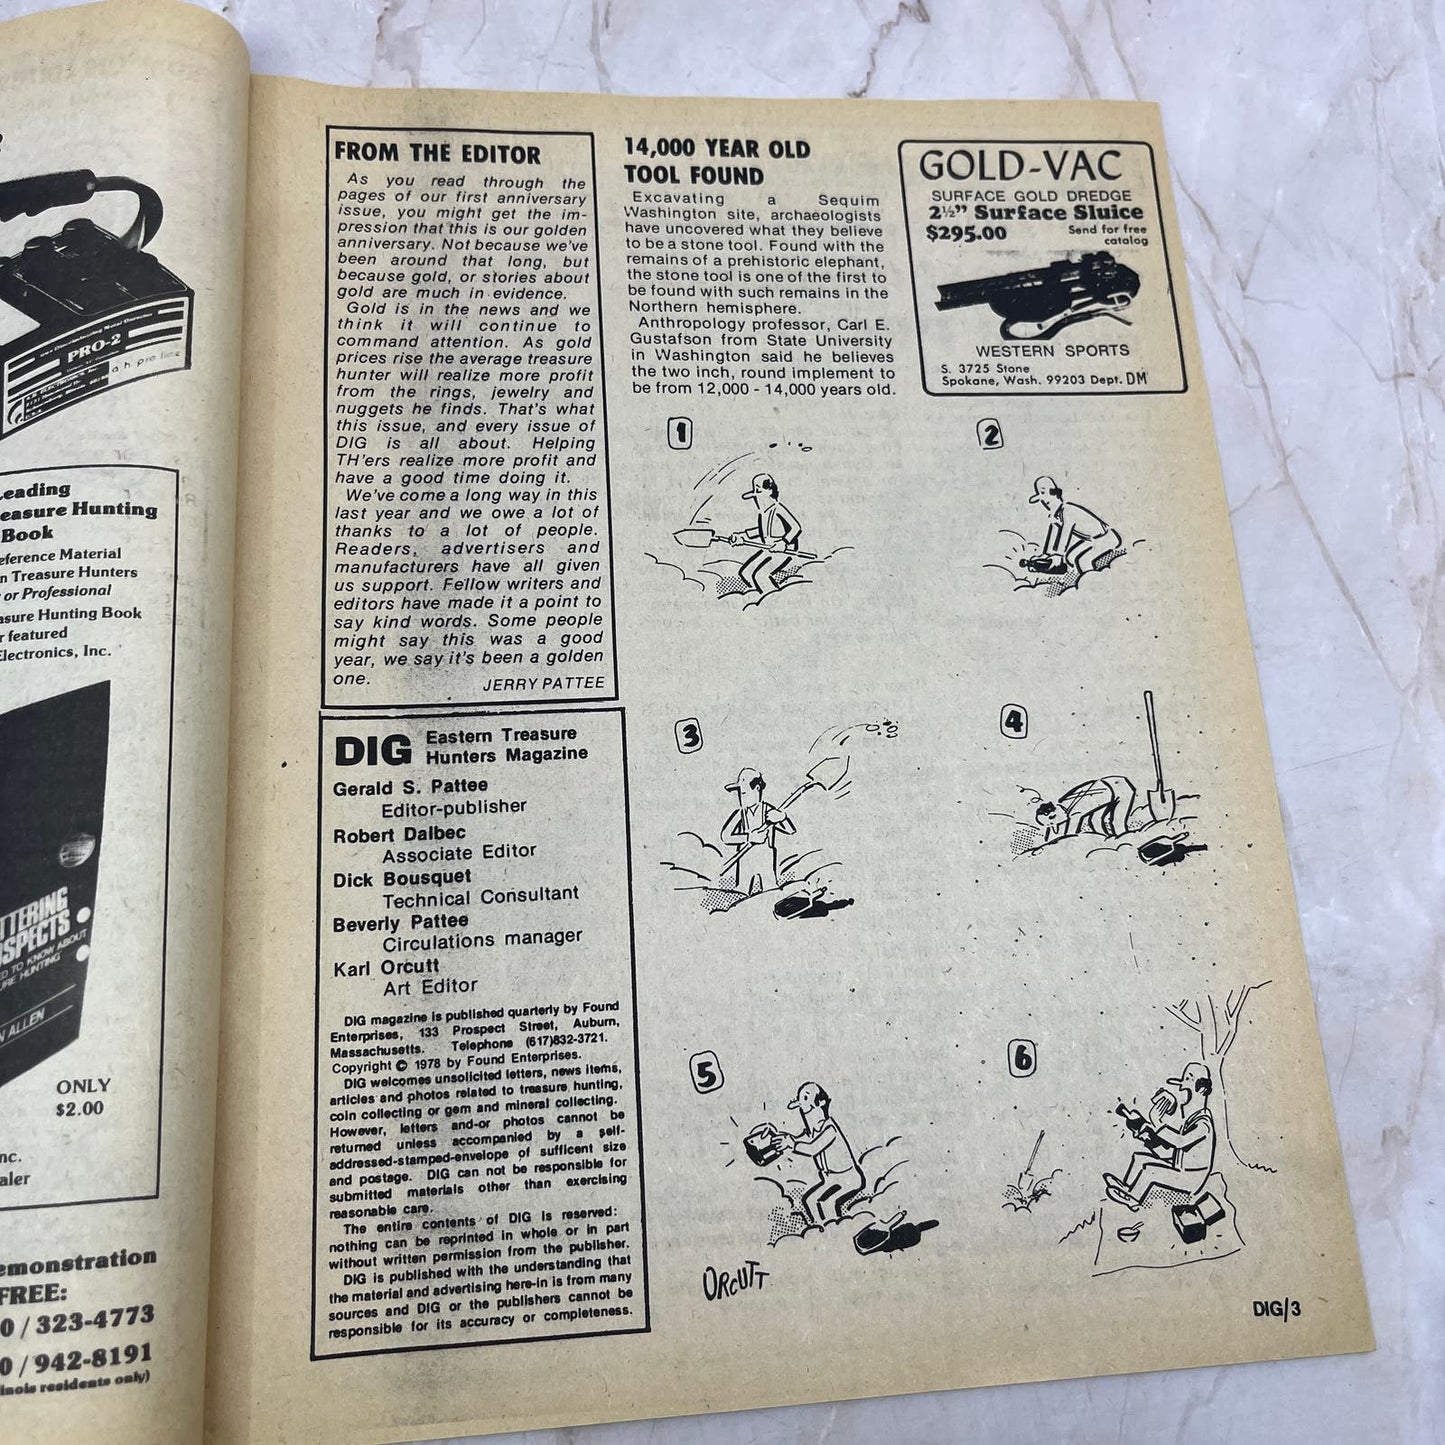 PRO-2
Leading
Treasure Hunting
Book
Reference Material
Treasure Hunters
or Professional
Treasure Hunting Book
featured
Electronics, Inc.
ONLY
$2.00
FREE:
323-4773
942-8191
residents only)
FROM THE EDITOR
As you read through the
pages of our first anniversary
issue, you might get the im-
pression that this is our golden
anniversary. Not because we've
been around that long, but
because gold, or stories about
gold are much in evidence.
Gold is in the news and we
think it will continue to
command attention. As gold
prices rise the average treasure
hunter will realize more profit
from the rings, jewelry and
nuggets he finds. That's what
this issue, and every issue of
DIG is all about. Helping
TH'ers realize more profit and
have a good time doing it.
We've come a long way in this
last year and we owe a lot of
thanks to a lot of people.
Readers, advertisers and
manufacturers have all given
us support. Fellow writers and
editors have made it a point to
say kind words. Some people
might say this was a good
year, we say it's been a golden
one.
JERRY PATTEE
DIG Eastern Treasure
Hunters Magazine
Gerald S. Pattee
Editor-publisher
Robert Dalbec
Associate Editor
Dick Bousquet
Technical Consultant
Beverly Pattee
Circulations manager
Karl Orcutt
Art Editor
DIG magazine is published quarterly by Found
Enterprises, 133 Prospect Street, Auburn,
Massachusetts. Telephone (617)832-3721.
Copyright © 1978 by Found Enterprises.
DIG welcomes unsolicited letters, news items,
articles and photos related to treasure hunting,
coin collecting or gem and mineral collecting.
However, letters and-or photos cannot be
returned unless accompanied by a self-
addressed-stamped-envelope of sufficent size
and postage. DIG can not be responsible for
submitted materials other than exercising
reasonable care.
The entire contents of DIG is reserved:
nothing can be reprinted in whole or in part
without written permission from the publisher.
DIG is published with the understanding that
the material and advertising here-in is from many
sources and DIG or the publishers cannot be
responsible for its accuracy or completeness.
14,000 YEAR OLD
TOOL FOUND
Excavating a Sequim
Washington site, archaeologists
have uncovered what they believe
to be a stone tool. Found with the
remains of a prehistoric elephant,
the stone tool is one of the first to
be found with such remains in the
Northern hemisphere.
Anthropology professor, Carl E.
Gustafson from State University
in Washington said he believes
the two inch, round implement to
be from 12,000 - 14,000 years old.
GOLD-VAC
SURFACE GOLD DREDGE
2½" Surface Sluice
$295.00 Send for free
catalog
WESTERN SPORTS
S. 3725 Stone
Spokane, Wash. 99203 Dept. DM
1
2
3
4
5
6
ORCUTT
DIG/3